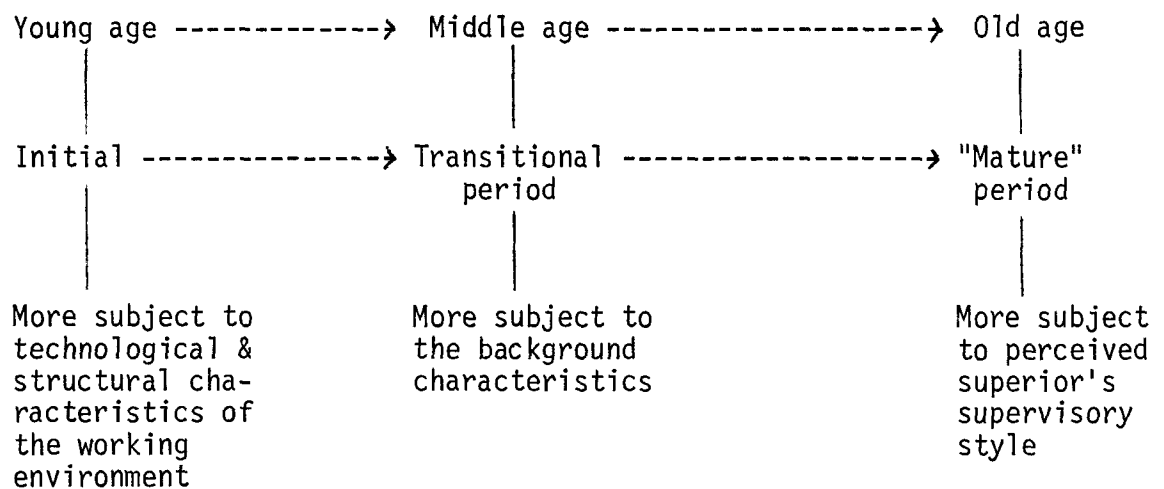 Young age Middle age Old age
Initial Transitional period "Mature" period
More subject to
technological &
structural cha-
racteristics of
the working
environment
More subject to
the background
characteristics
More subject
to perceived
superior's
supervisory
style